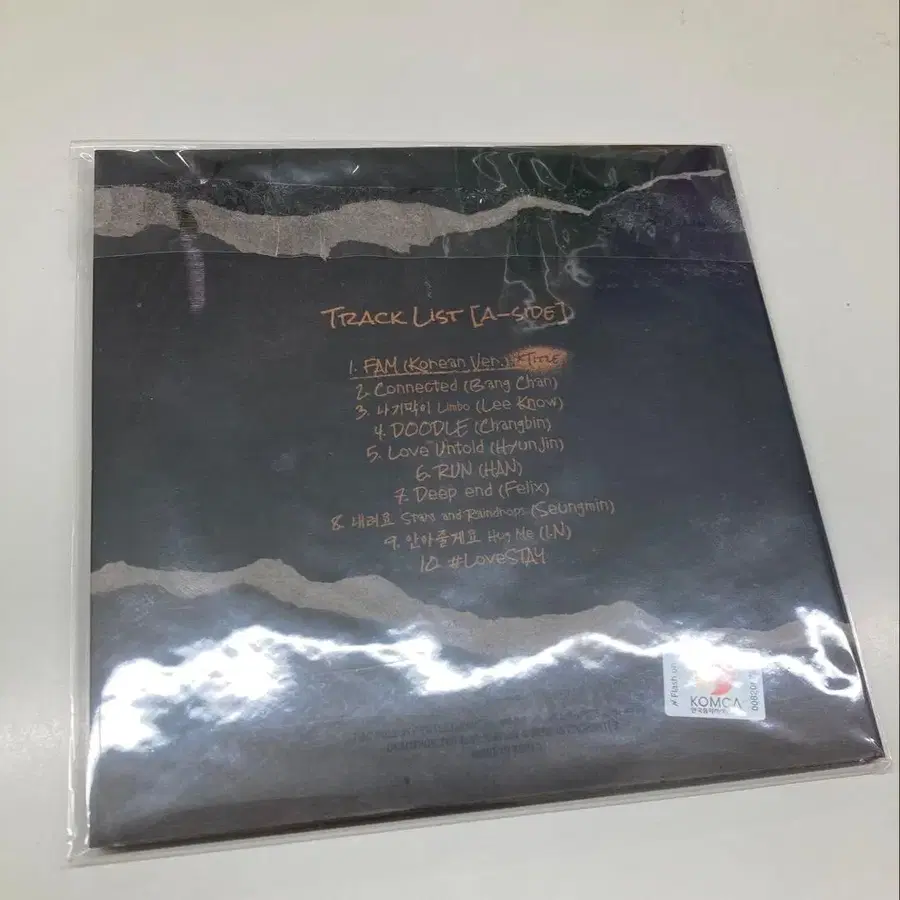 TRACK LIST [A-SIDE]
1. FAM (Korean Ver.) *TITLE
2. Connected (Bang Chan)
3. 나지막이 Limbo (Lee Know)
4. DOODLE (Changbin)
5. Love Untold (Hyunjin)
6. RUN (HAN)
7. Deep end (Felix)
8. 내려요 Stars and Raindrops (Seungmin)
9. 안아줄게요 Hug Me (I.N)
10. #LoveSTAY
KOMCA